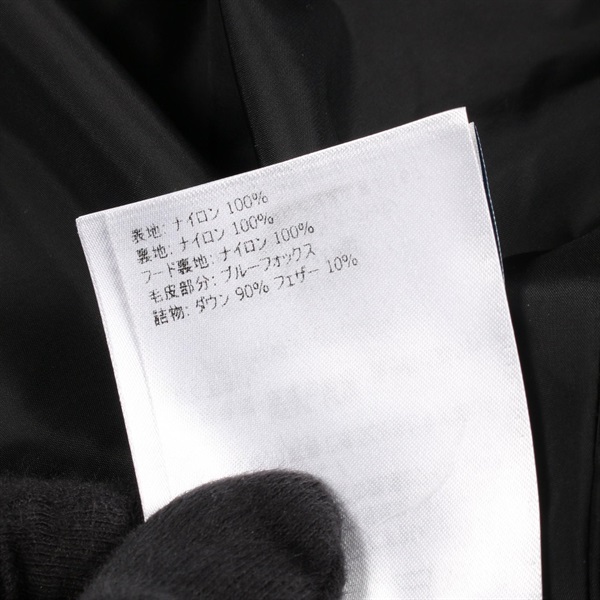 表地: ナイロン 100%
裏地: ナイロン 100%
フード裏地: ナイロン 100%
毛皮部分: ブルーフォックス
詰物: ダウン 90% フェザー 10%